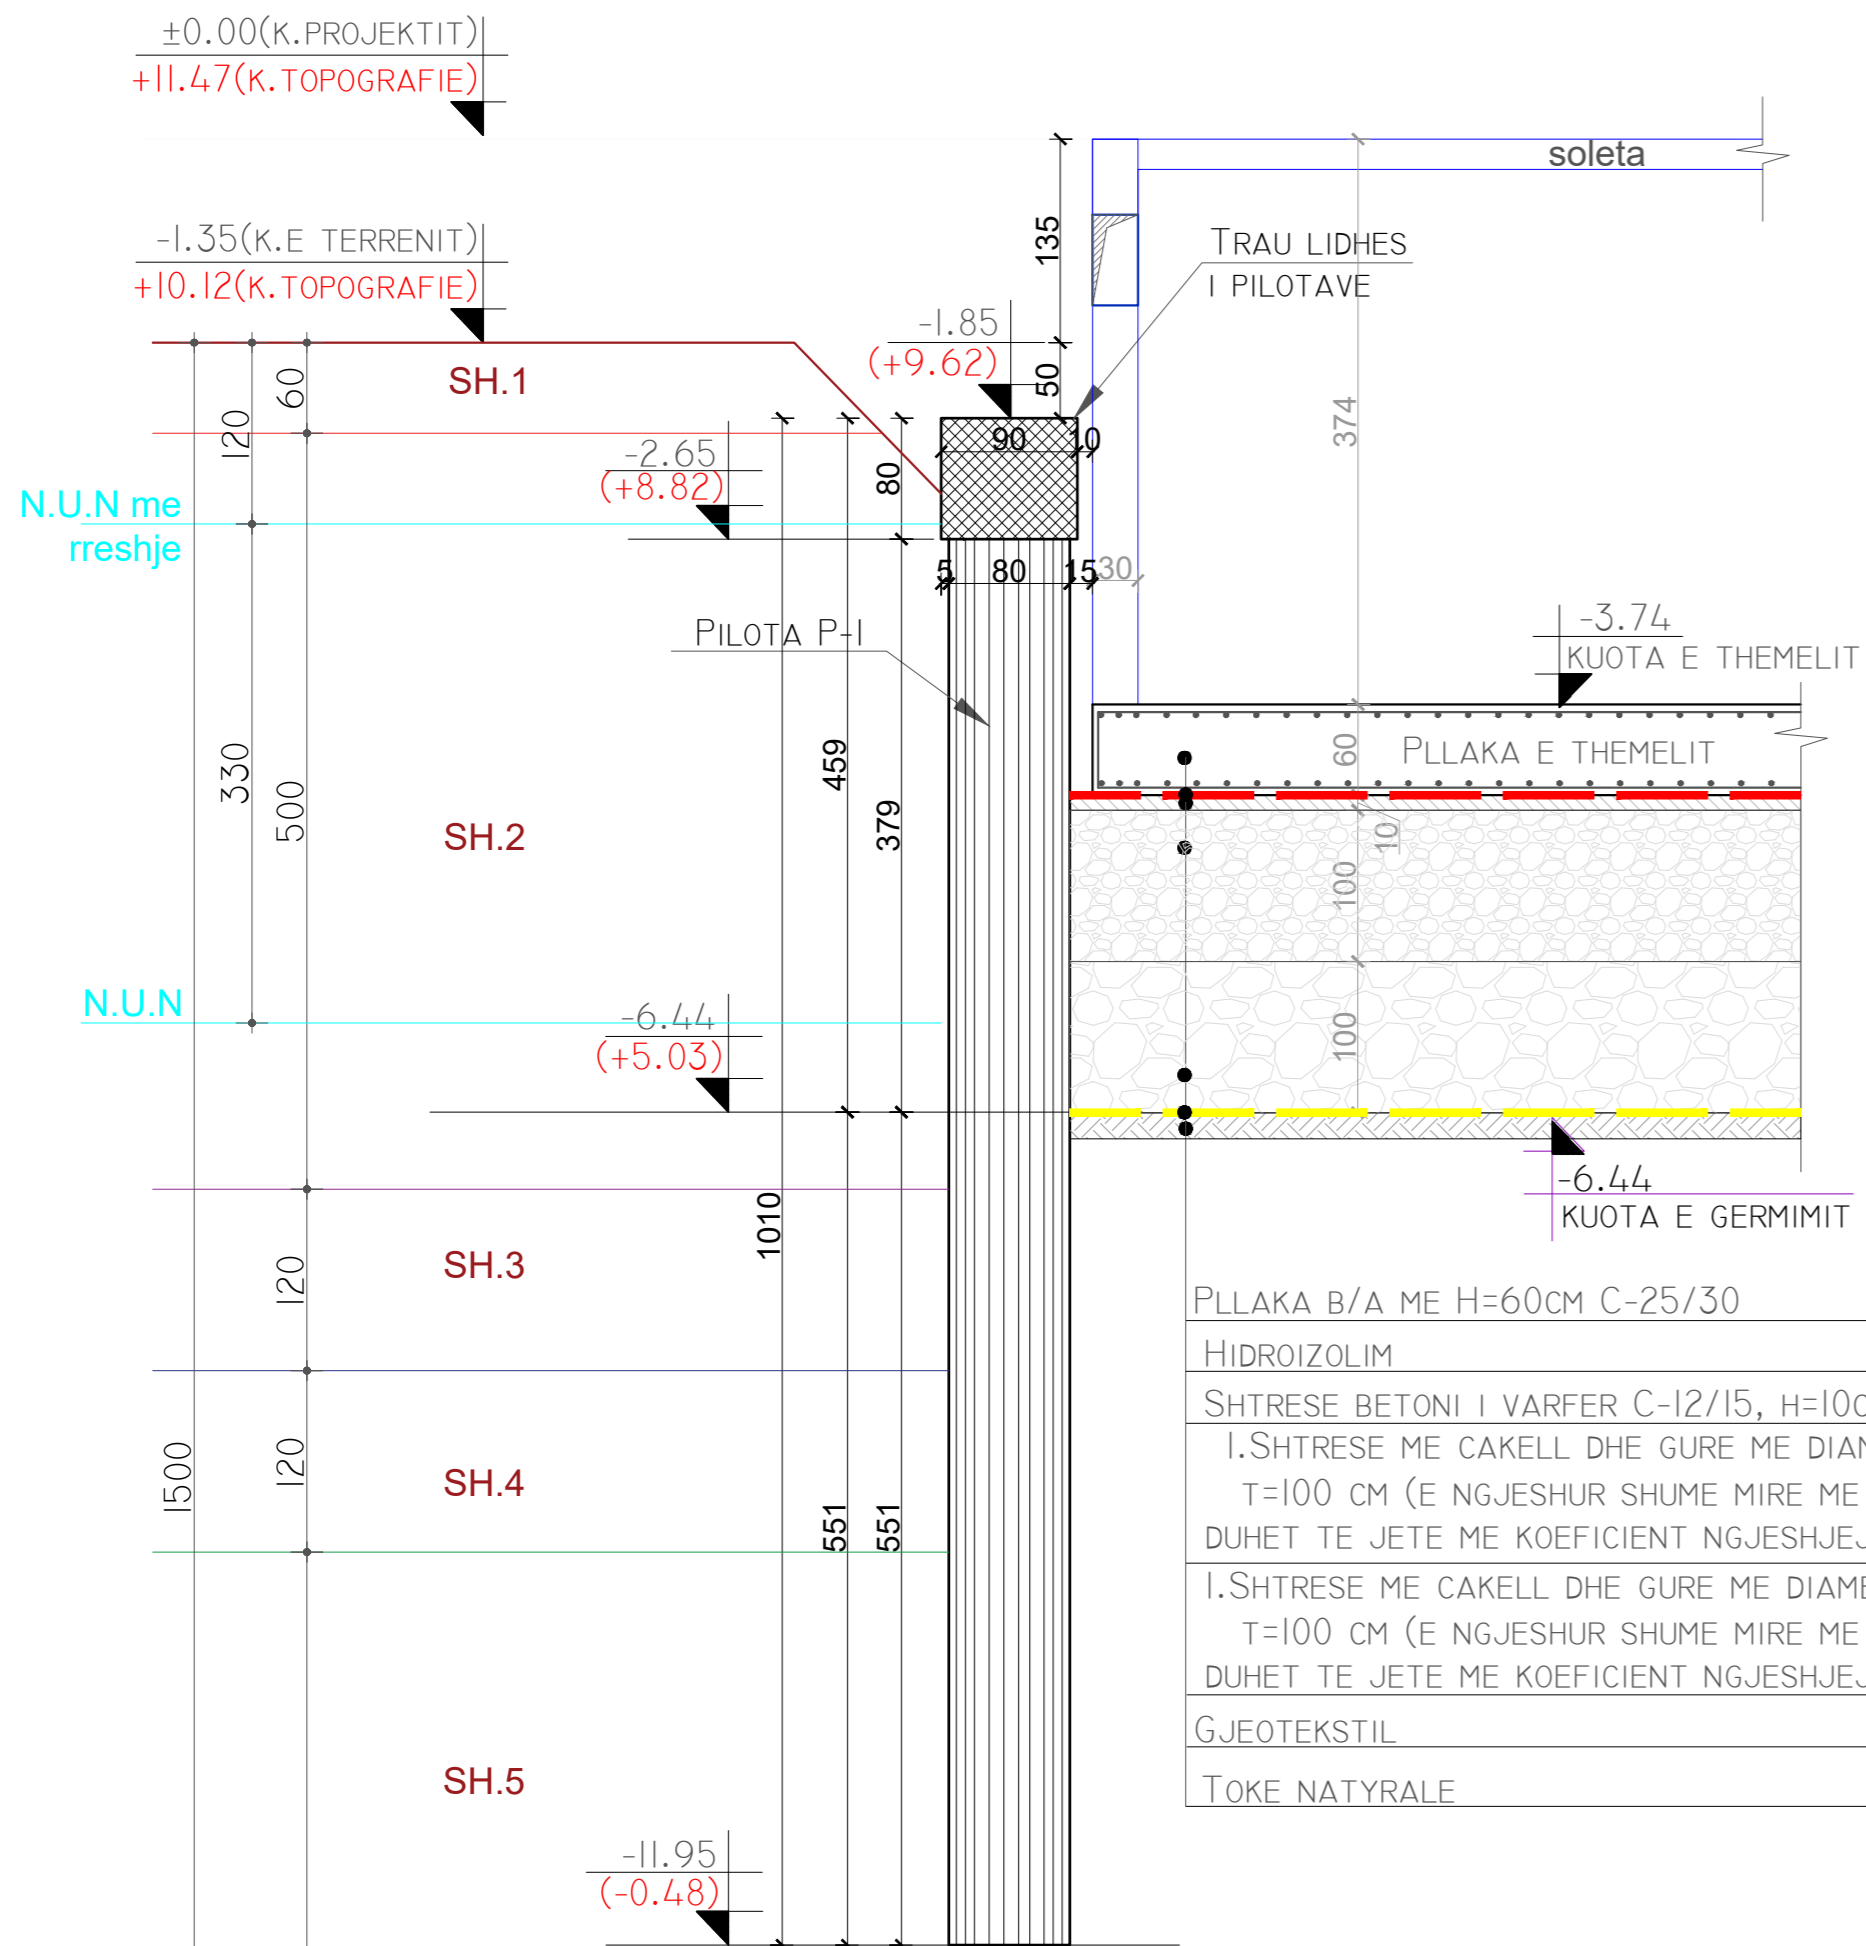 ±0.00(K.PROJEKTIT)
+11.47(K.TOPOGRAFIE)
soleta
-1.35(K.E TERRENIT)
+10.12(K.TOPOGRAFIE)
135
TRAU LIDHES
I PILOTAVE
-1.85
(+9.62)
50
SH.1
60
120
374
90
10
-2.65
(+8.82)
80
N.U.N me
rreshje
5
80
15
30
PILOTA P-1
-3.74
KUOTA E THEMELIT
PLLAKA E THEMELIT
60
330
500
459
379
SH.2
10
100
N.U.N
-6.44
(+5.03)
100
-6.44
KUOTA E GERMIMIT
1010
SH.3
120
PLLAKA B/A ME H=60CM C-25/30
HIDROIZOLIM
SHTRESE BETONI I VARFER C-12/15, H=10C
1.SHTRESE ME CAKELL DHE GURE ME DIAM
T=100 CM (E NGJESHUR SHUME MIRE ME
DUHET TE JETE ME KOEFICIENT NGJESHJEJ
1500
120
SH.4
551
551
1.SHTRESE ME CAKELL DHE GURE ME DIAME
T=100 CM (E NGJESHUR SHUME MIRE ME
DUHET TE JETE ME KOEFICIENT NGJESHJEJ
GJEOTEKSTIL
TOKE NATYRALE
SH.5
-11.95
(-0.48)